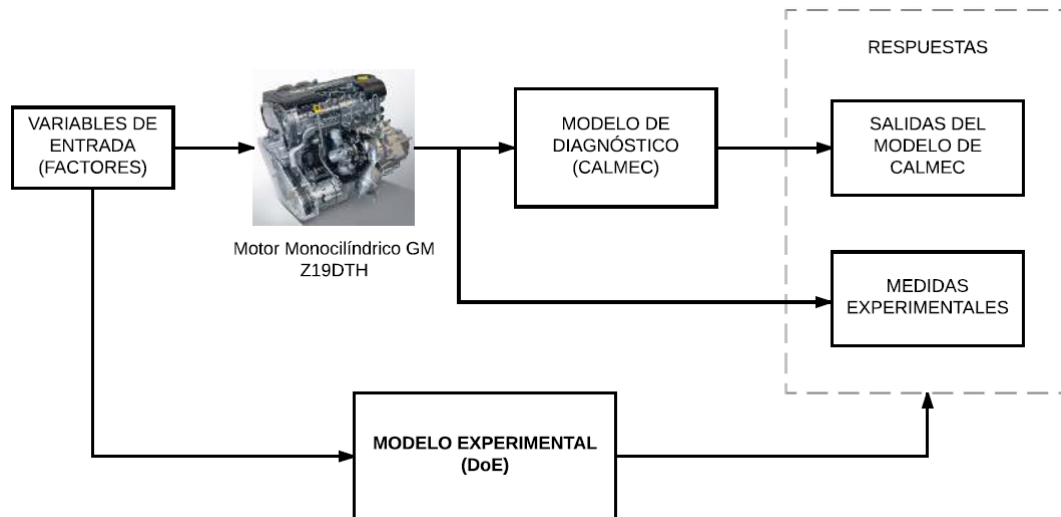 RESPUESTAS
VARIABLES DE
ENTRADA
(FACTORES)
MODELO DE
DIAGNÓSTICO
(CALMEC)
SALIDAS DEL
MODELO DE
CALMEC
Motor Monocilíndrico GM
Z19DTH
MEDIDAS
EXPERIMENTALES
MODELO EXPERIMENTAL
(DoE)